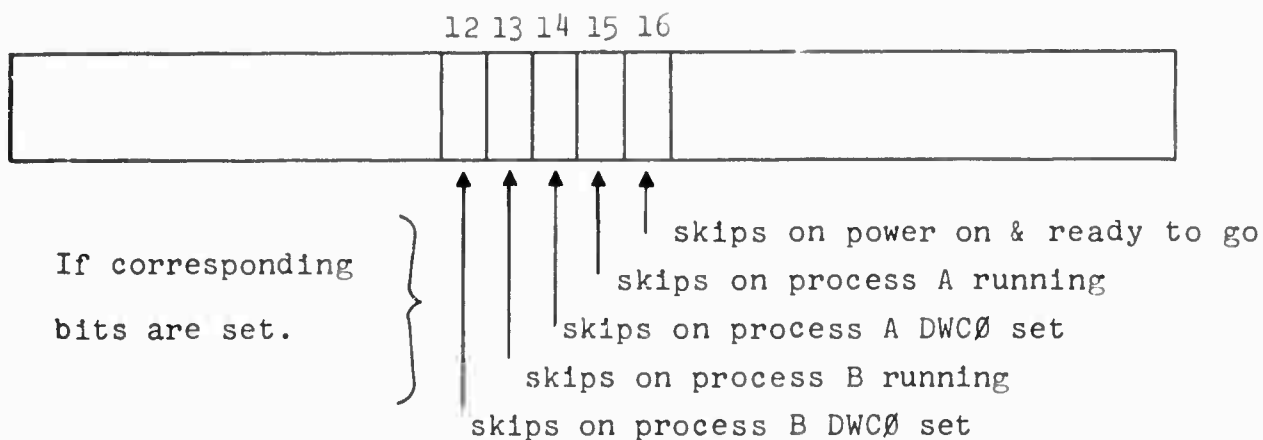 12 13 14 15 16
skips on power on & ready to go
If corresponding
skips on process A running
bits are set.
skips on process A DWCØ set
skips on process B running
skips on process B DWCØ set